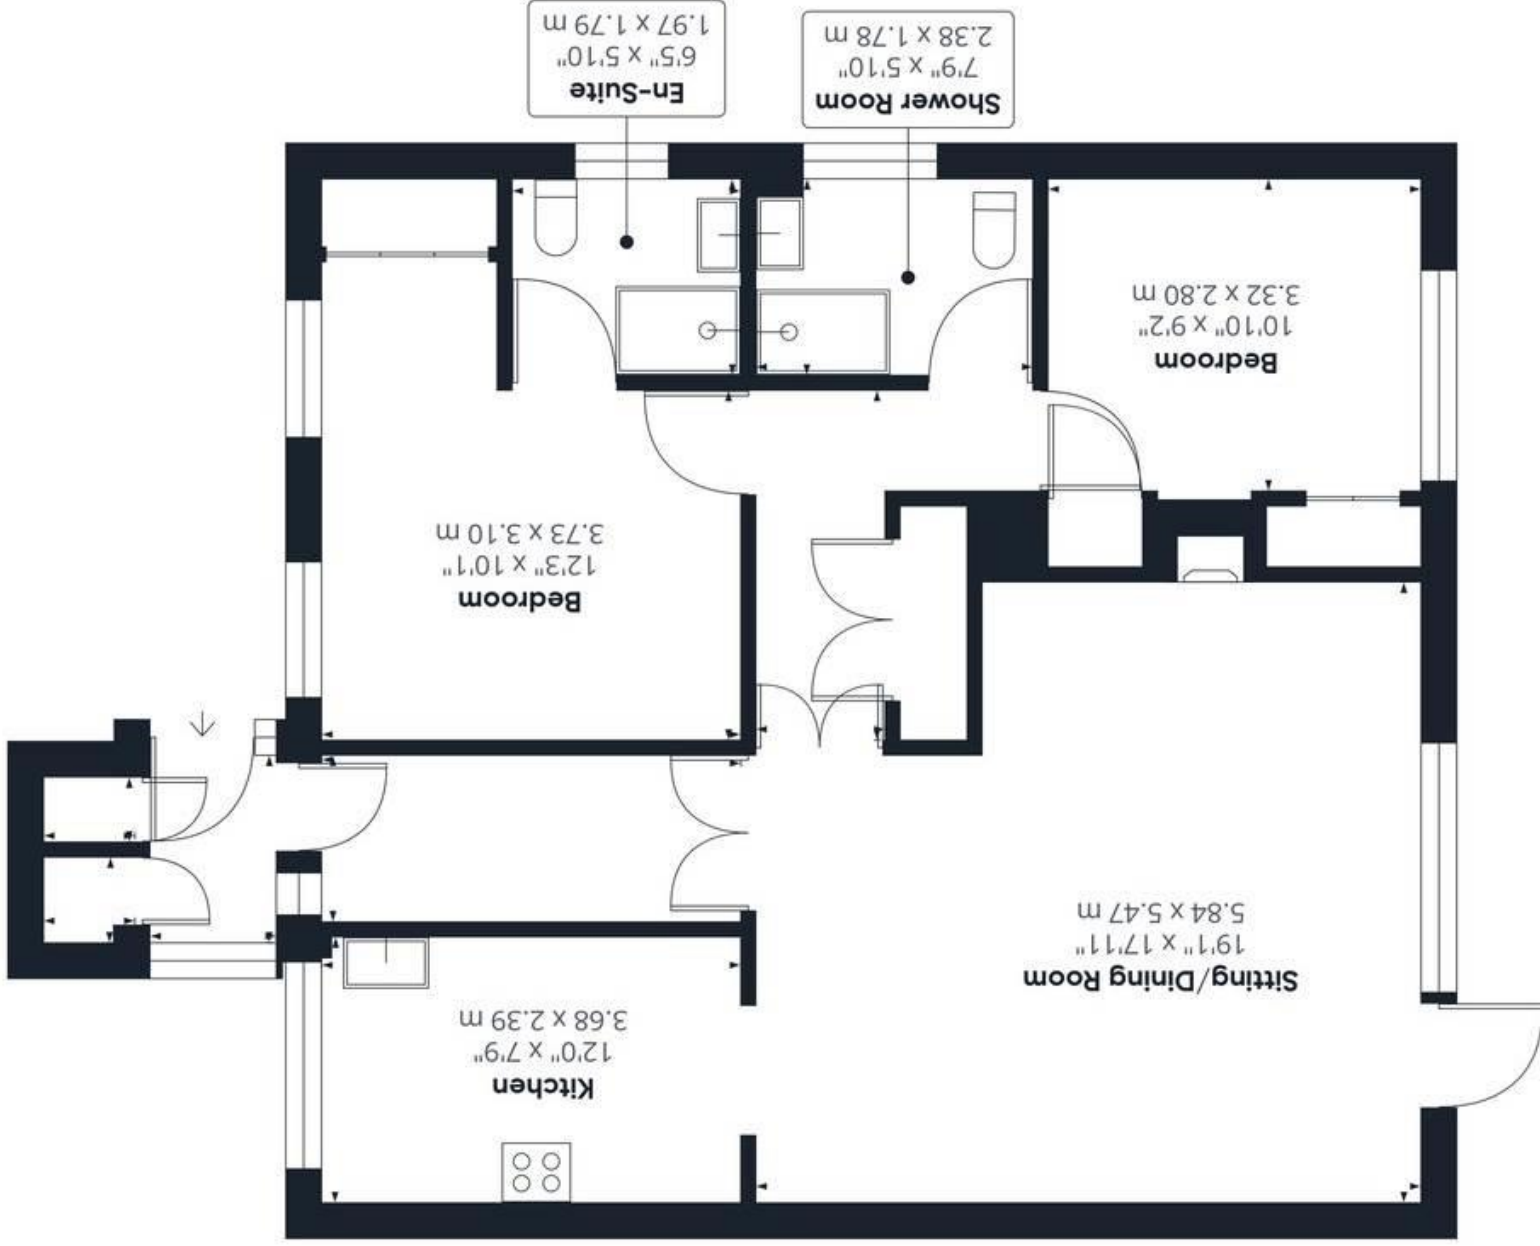 Kitchen
12'0" x 7'9"
3.68 x 2.39 m
Sitting/Dining Room
19'1" x 17'11"
5.84 x 5.47 m
Bedroom
12'3" x 10'1"
3.73 x 3.10 m
Bedroom
10'10" x 9'2"
3.32 x 2.80 m
Shower Room
7'9" x 5'10"
2.38 x 1.78 m
En-Suite
6'5" x 5'10"
1.97 x 1.79 m